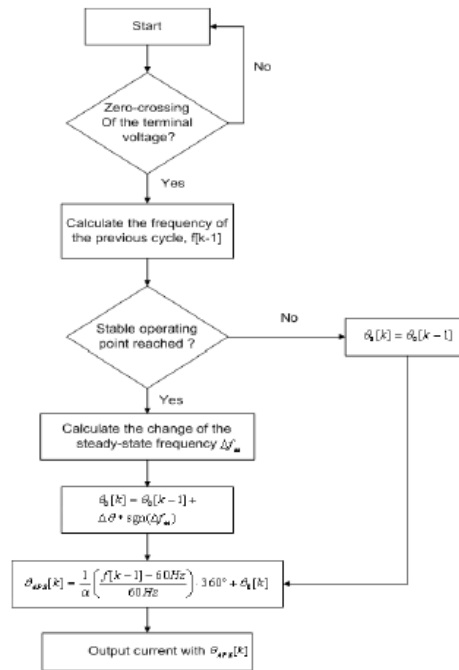 Start
No
Zero-crossing
Of the terminal
voltage?
Yes
Calculate the frequency of
the previous cycle, f[k-1]
Stable operating
point reached ?
No
θ₀[k] = θ₀[k−1]
Yes
Calculate the change of the
steady-state frequency Δf_ss
θ₀[k] = θ₀[k−1] +
Δθ * sgn(Δf_ss)
θ_APS[k] = 1/α (f[k−1]−60Hz / 60Hz) · 360° + θ₀[k]
Output current with θ_APS[k]